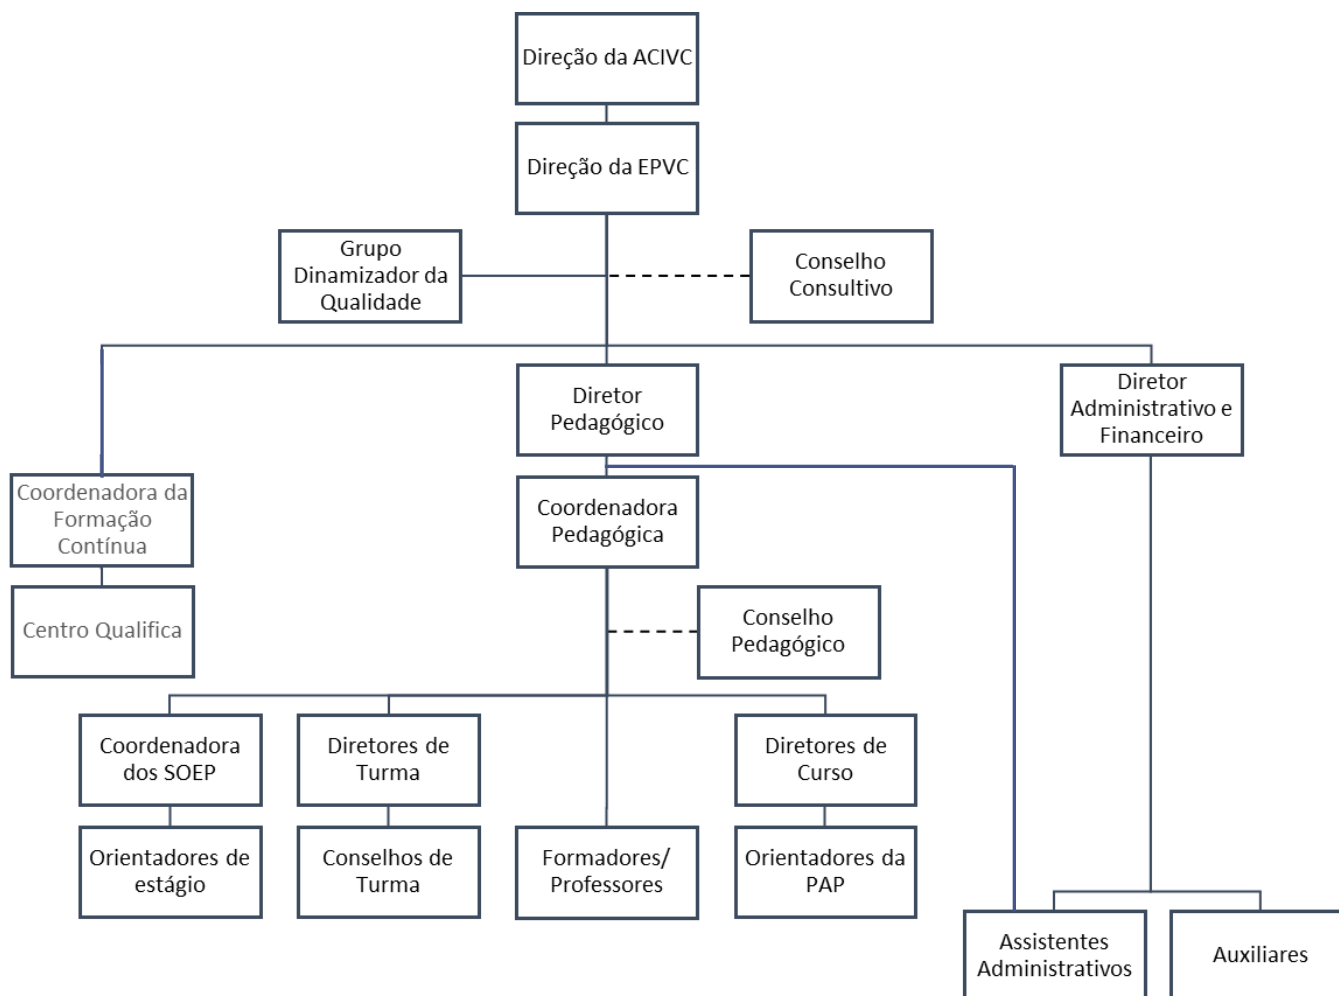 Direção da ACIVC
Direção da EPVC
Grupo
Dinamizador da
Qualidade
Conselho
Consultivo
Diretor
Pedagógico
Diretor
Administrativo e
Financeiro
Coordenadora da
Formação
Contínua
Coordenadora
Pedagógica
Centro Qualifica
Conselho
Pedagógico
Coordenadora
dos SOEP
Diretores de
Turma
Diretores de
Curso
Orientadores de
estágio
Conselhos de
Turma
Formadores/
Professores
Orientadores da
PAP
Assistentes
Administrativos
Auxiliares